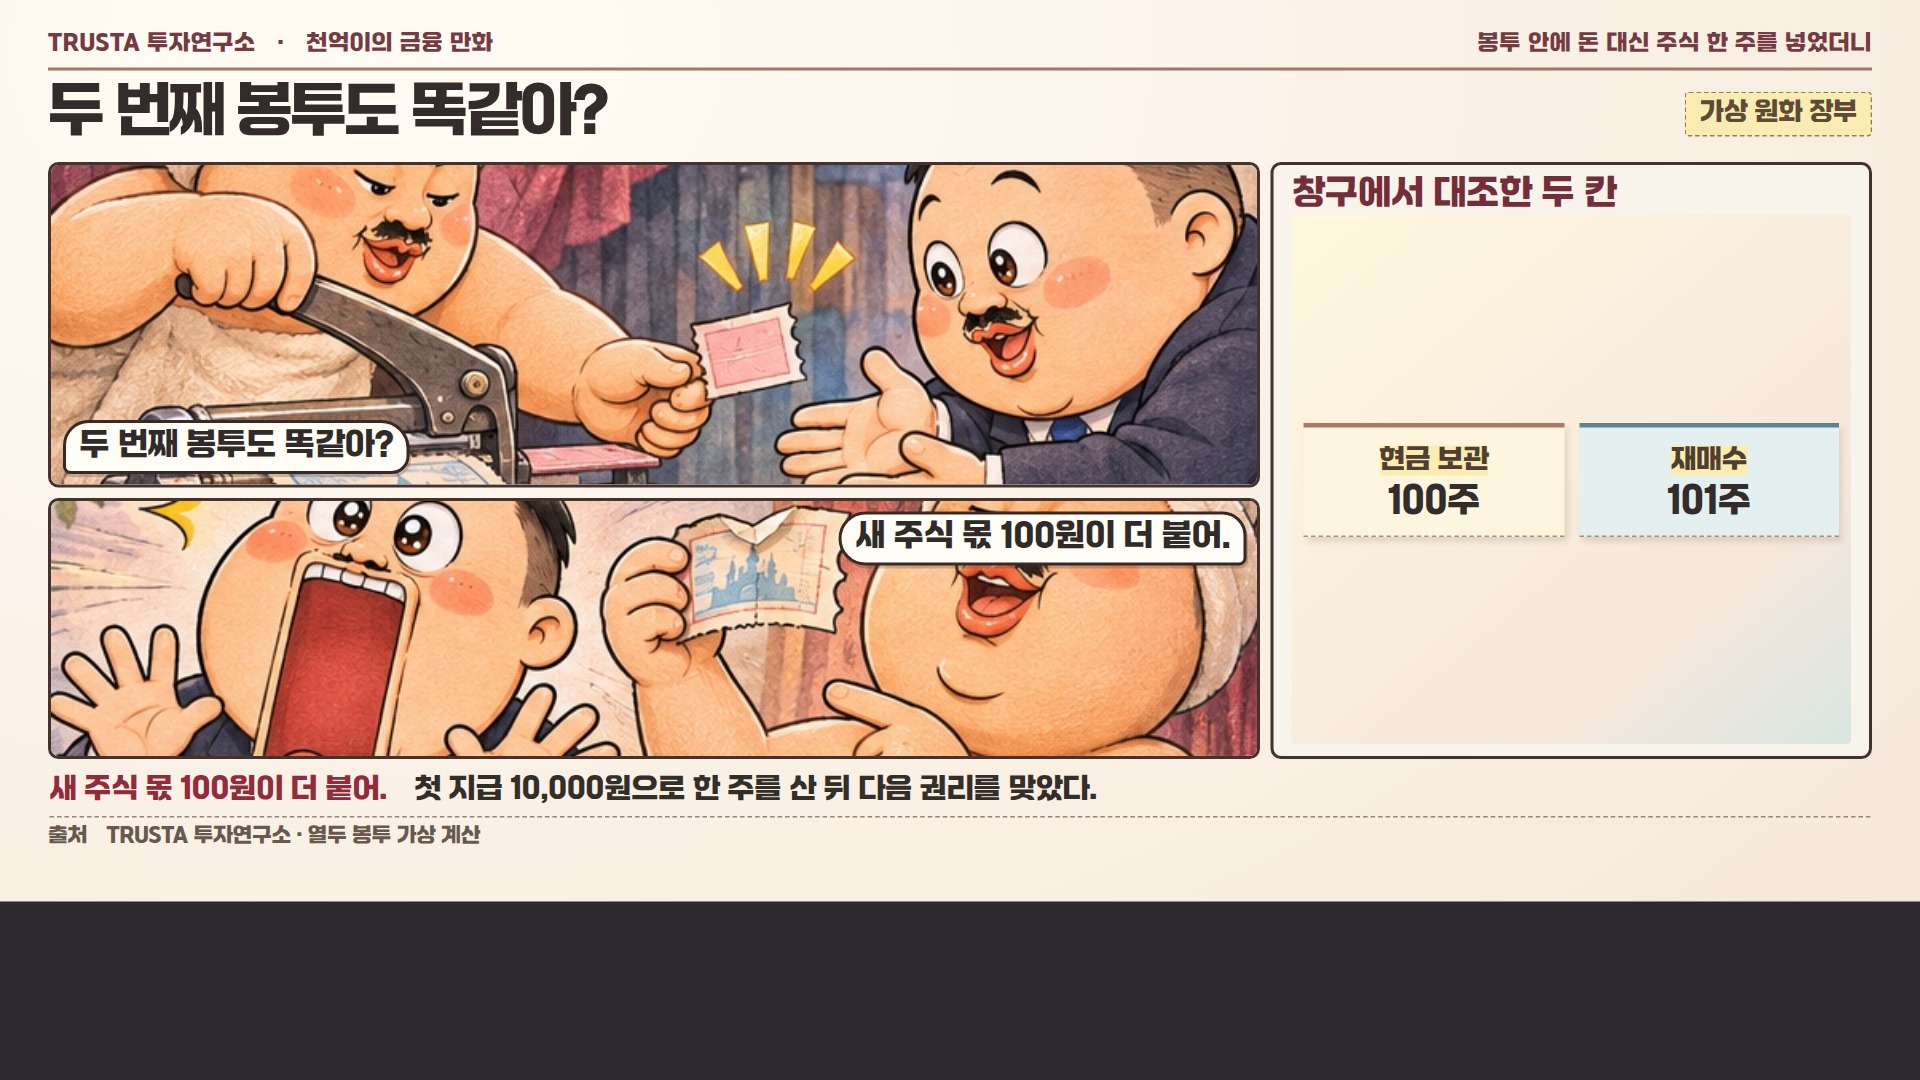 TRUSTA 투자연구소 · 천억이의 금융 만화
봉투 안에 돈 대신 주식 한 주를 넣었더니
두 번째 봉투도 똑같아?
가상 원화 장부
두 번째 봉투도 똑같아?
새 주식 몫 100원이 더 붙어.
창구에서 대조한 두 칸
현금 보관
100주
재매수
101주
새 주식 몫 100원이 더 붙어. 첫 지급 10,000원으로 한 주를 산 뒤 다음 권리를 맞았다.
출처 TRUSTA 투자연구소 · 열두 봉투 가상 계산